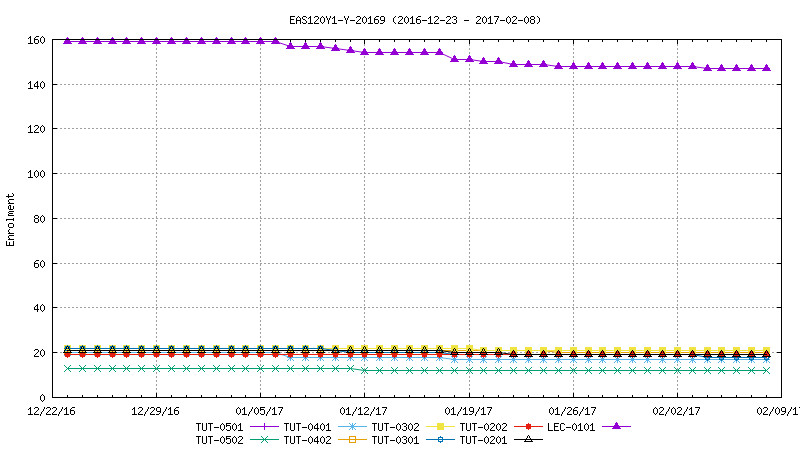 EAS120Y1-Y-20169 (2016-12-23 - 2017-02-08)
160
140
120
100
80
60
40
20
0
Enrolment
12/22/16 12/29/16 01/05/17 01/12/17 01/19/17 01/26/17 02/02/17 02/09/17
TUT-0501 TUT-0401 TUT-0302 TUT-0202 LEC-0101
TUT-0502 TUT-0402 TUT-0301 TUT-0201